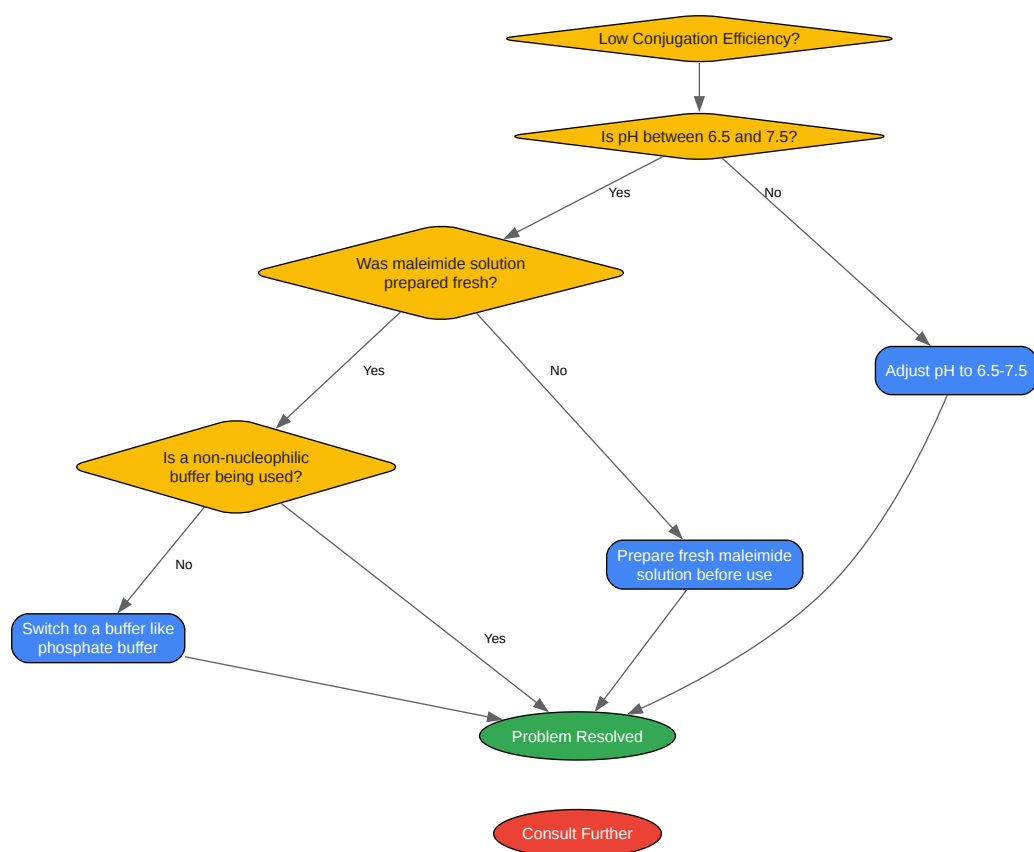 Low Conjugation Efficiency?
Is pH between 6.5 and 7.5?
Yes
No
Was maleimide solution
prepared fresh?
Yes
No
Adjust pH to 6.5-7.5
Is a non-nucleophilic
buffer being used?
No
Yes
Prepare fresh maleimide
solution before use
Switch to a buffer like
phosphate buffer
Problem Resolved
Consult Further